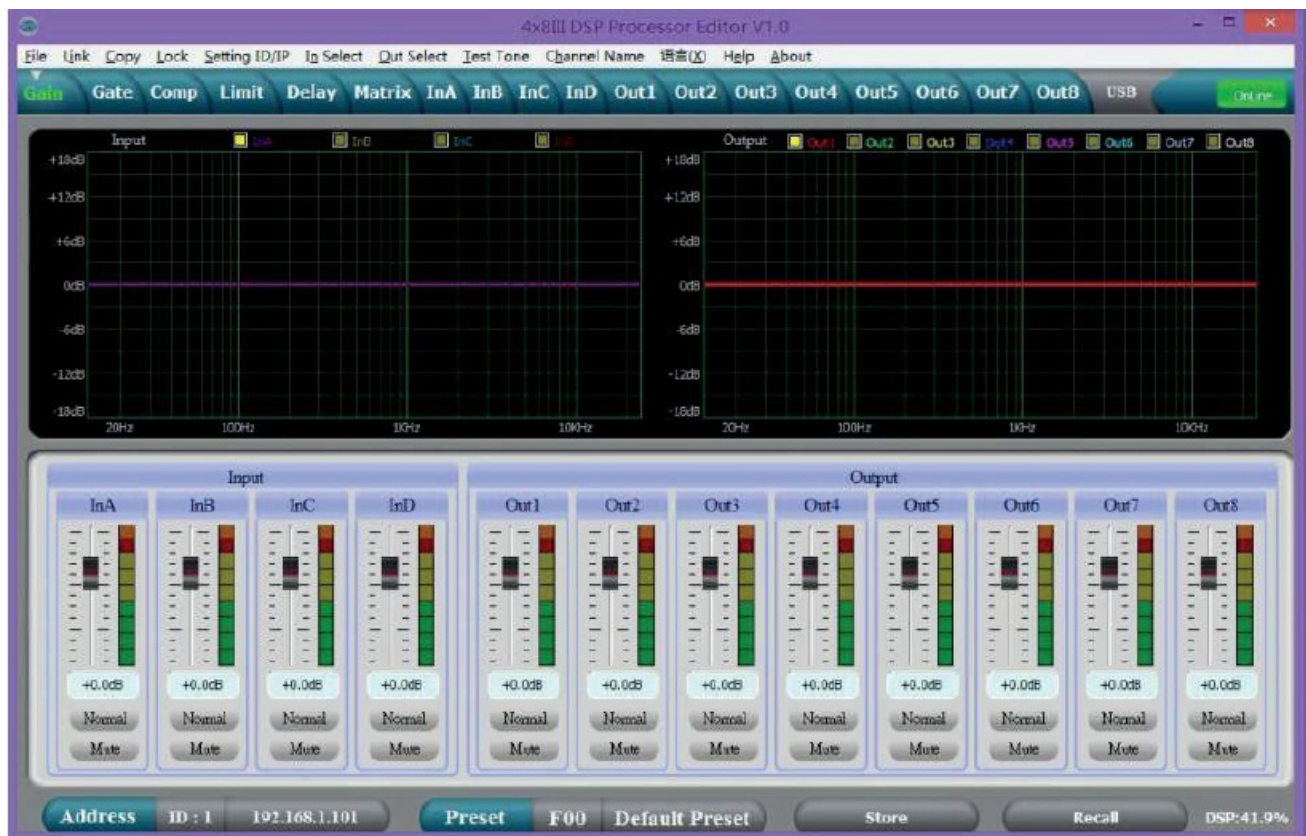 4x8III DSP Processor Editor V1.0
File Link Copy Lock Setting ID/IP In Select Out Select Test Tone Channel Name 语言(X) Help About
Gain Gate Comp Limit Delay Matrix InA InB InC InD Out1 Out2 Out3 Out4 Out5 Out6 Out7 Out8 USB OnLine
Input InA InB InC Output Out1 Out2 Out3 Out4 Out5 Out6 Out7 Out8
+18dB +18dB
+12dB +12dB
+6dB +6dB
0dB 0dB
-6dB -6dB
-12dB -12dB
-18dB -18dB
20Hz 100Hz 1KHz 10KHz 20Hz 100Hz 1KHz 10KHz
Input Output
InA InB InC InD Out1 Out2 Out3 Out4 Out5 Out6 Out7 Out8
+0.0dB +0.0dB +0.0dB +0.0dB +0.0dB +0.0dB +0.0dB +0.0dB +0.0dB +0.0dB +0.0dB +0.0dB
Normal Normal Normal Normal Normal Normal Normal Normal Normal Normal Normal Normal
Mute Mute Mute Mute Mute Mute Mute Mute Mute Mute Mute Mute
Address ID : 1 192.168.1.101 Preset F00 Default Preset Store Recall DSP:41.9%